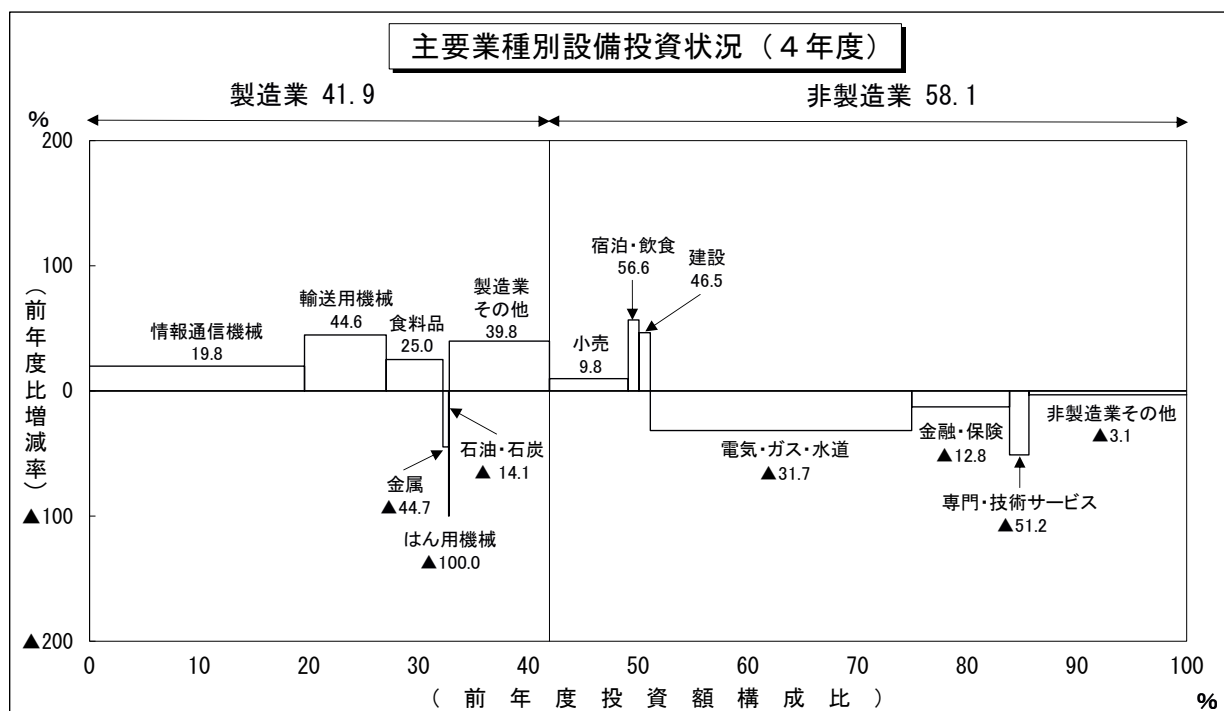 主要業種別設備投資状況（４年度）
製造業 41.9
非製造業 58.1
%
200
100
0
▲100
▲200
（前年度比増減率）
情報通信機械
19.8
輸送用機械
44.6
食料品
25.0
製造業
その他
39.8
金属
▲44.7
はん用機械
▲100.0
石油・石炭
▲ 14.1
小売
9.8
宿泊・飲食
56.6
建設
46.5
電気・ガス・水道
▲31.7
金融・保険
▲12.8
専門・技術サービス
▲51.2
非製造業その他
▲3.1
0 10 20 30 40 50 60 70 80 90 100
（ 前 年 度 投 資 額 構 成 比 ）
%